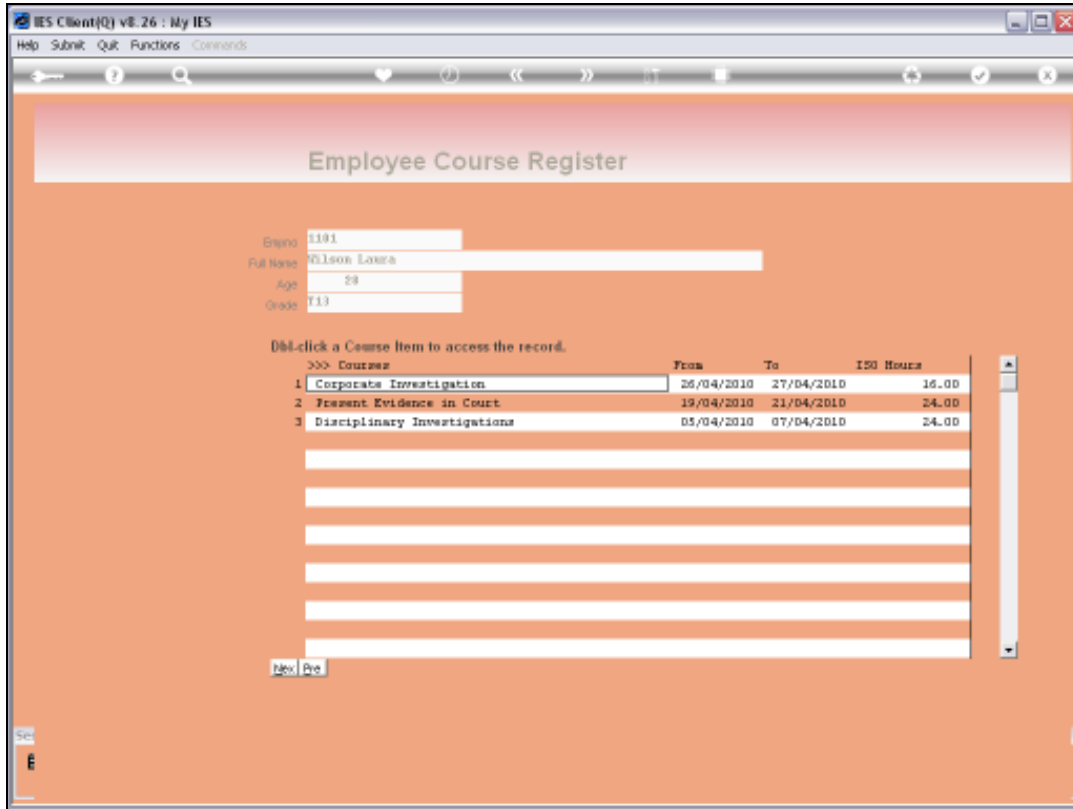 IES Client(Q) v8.26 : My IES
Help Submit Quit Functions Commands
Employee Course Register
Empno 1101
Full Name Wilson Laura
Age 28
Grade T13
Dbl-click a Course Item to access the record.
>>> Courses From To ISO Hours
1 Corporate Investigation 26/04/2010 27/04/2010 16.00
2 Present Evidence in Court 19/04/2010 21/04/2010 24.00
3 Disciplinary Investigations 05/04/2010 07/04/2010 24.00
Nex Pre
Se